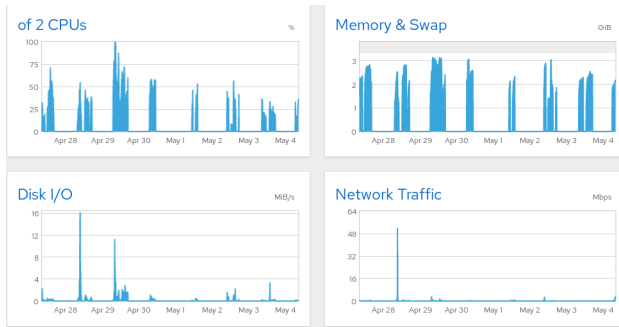 of 2 CPUs
%
100
75
50
25
0
Apr 28 Apr 29 Apr 30 May 1 May 2 May 3 May 4
Memory & Swap
GiB
3
2
1
0
Apr 28 Apr 29 Apr 30 May 1 May 2 May 3 May 4
Disk I/O
MiB/s
16
12
8
4
0
Apr 28 Apr 29 Apr 30 May 1 May 2 May 3 May 4
Network Traffic
Mbps
64
48
32
16
0
Apr 28 Apr 29 Apr 30 May 1 May 2 May 3 May 4